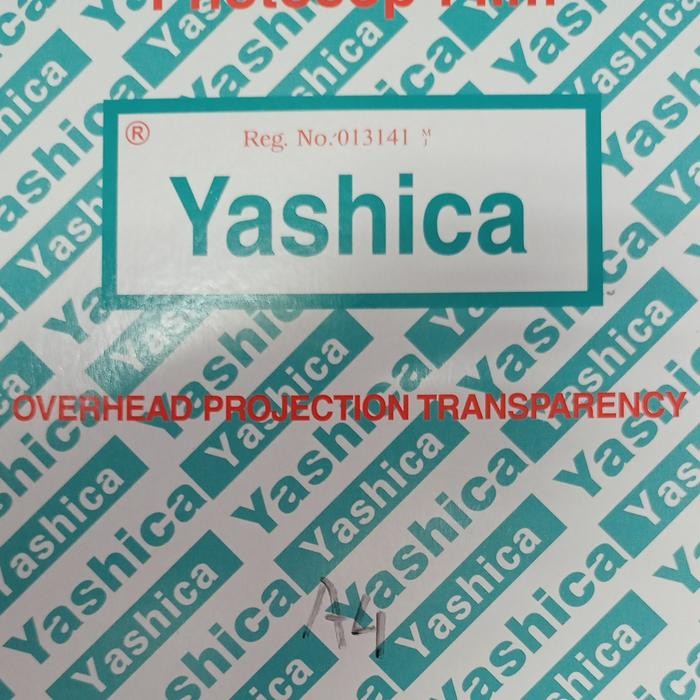 ® Reg. No.:013141 M/J
Yashica
OVERHEAD PROJECTION TRANSPARENCY
A4